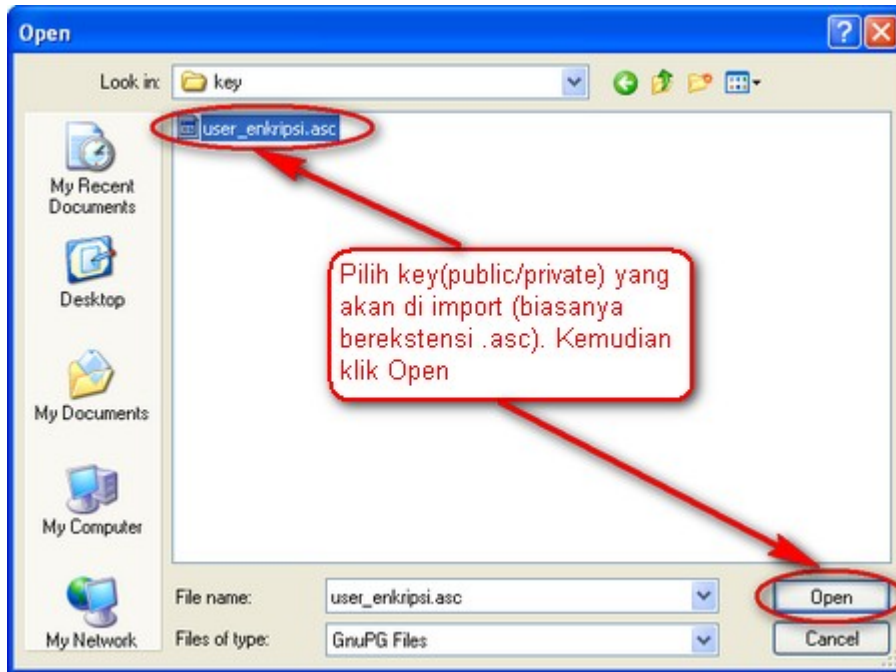 Open
Look in:
key
user_enkripsi.asc
My Recent
Documents
Desktop
My Documents
My Computer
My Network
Pilih key(public/private) yang
akan di import (biasanya
berekstensi .asc). Kemudian
klik Open
File name:
user_enkripsi.asc
Open
Files of type:
GnuPG Files
Cancel